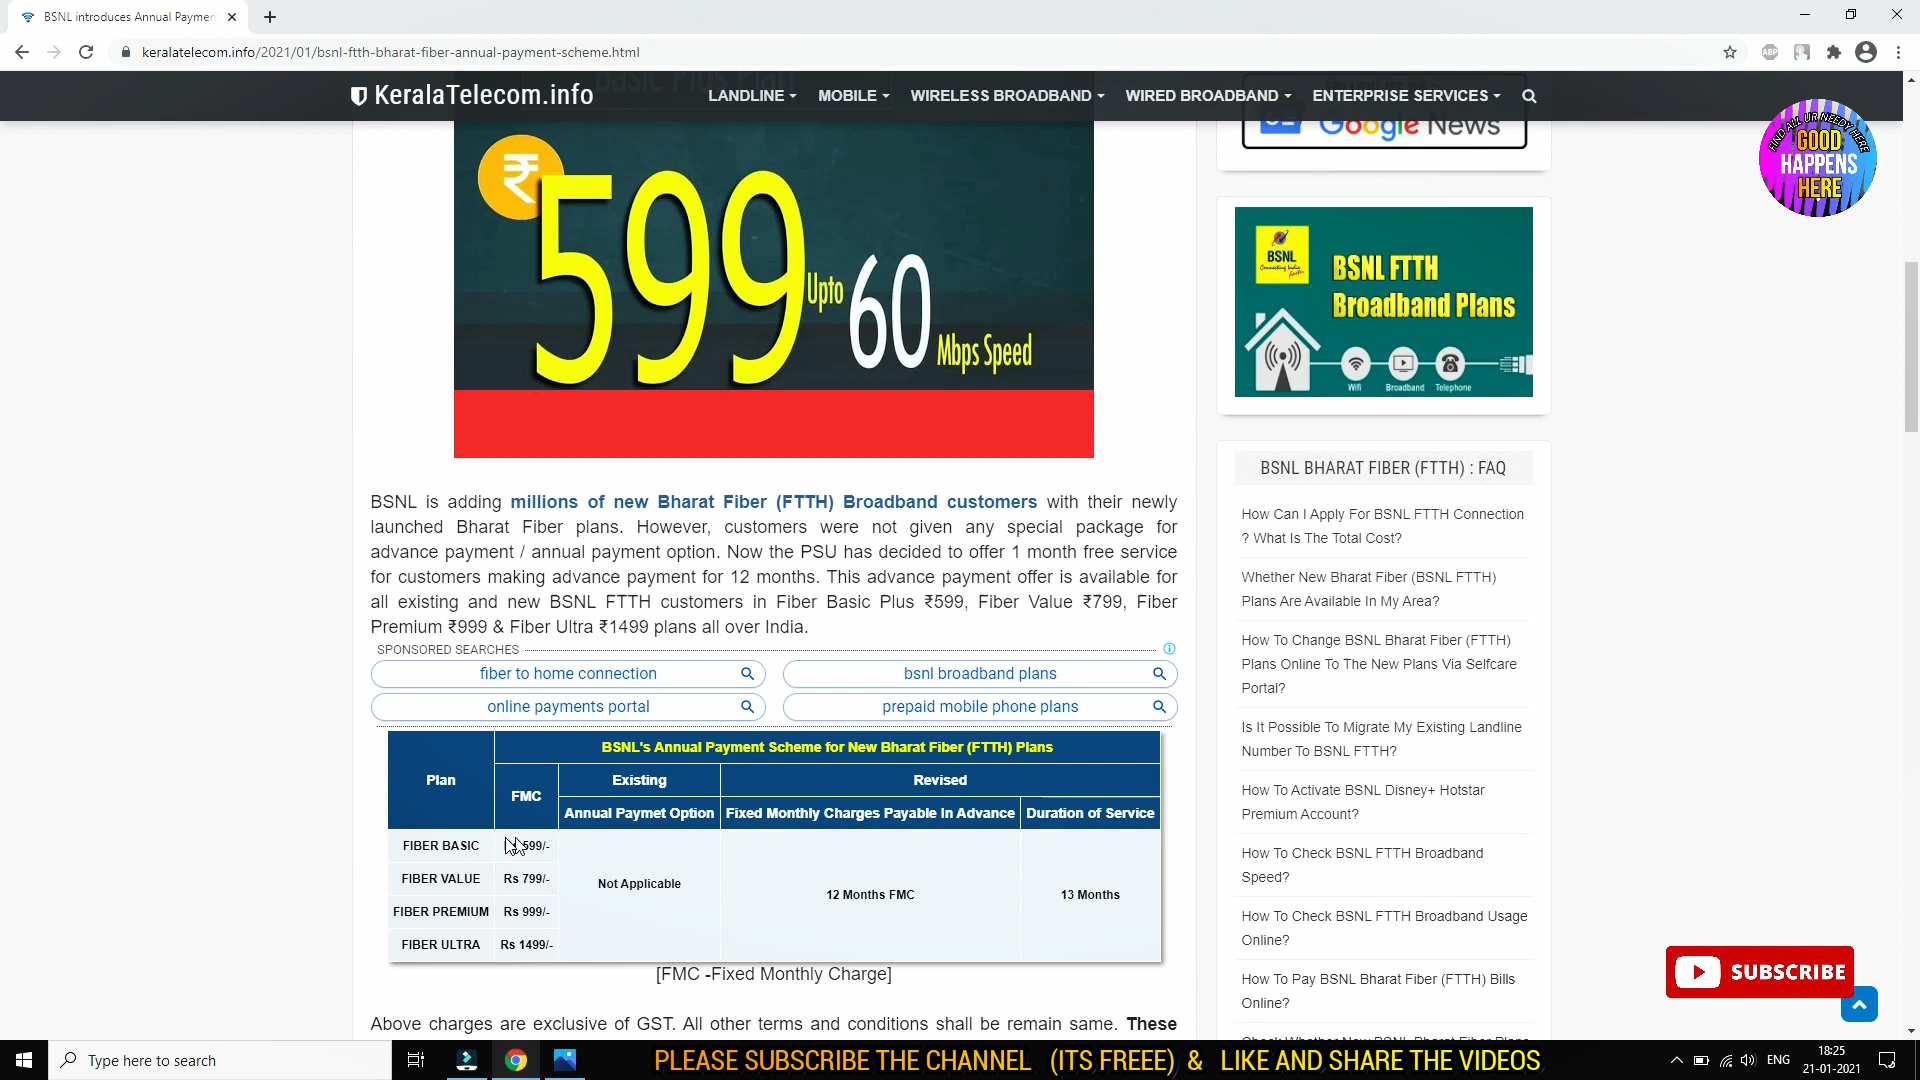 BSNL introduces Annual Paymen
keralatelecom.info/2021/01/bsnl-ftth-bharat-fiber-annual-payment-scheme.html
ABP
Basic Plus Plan
KeralaTelecom.info
LANDLINE
MOBILE
WIRELESS BROADBAND
WIRED BROADBAND
ENTERPRISE SERVICES
Google News
FIND ALL UR NEEDY HERE
GOOD
HAPPENS
HERE
₹
599
Upto
60
Mbps Speed
BSNL
Connecting India
Faster
BSNL FTTH
Broadband Plans
Wifi
Broadband
Telephone
BSNL is adding millions of new Bharat Fiber (FTTH) Broadband customers with their newly
launched Bharat Fiber plans. However, customers were not given any special package for
advance payment / annual payment option. Now the PSU has decided to offer 1 month free service
for customers making advance payment for 12 months. This advance payment offer is available for
all existing and new BSNL FTTH customers in Fiber Basic Plus ₹599, Fiber Value ₹799, Fiber
Premium ₹999 & Fiber Ultra ₹1499 plans all over India.
SPONSORED SEARCHES
fiber to home connection
bsnl broadband plans
online payments portal
prepaid mobile phone plans
Plan
BSNL's Annual Payment Scheme for New Bharat Fiber (FTTH) Plans
FMC
Existing
Revised
Annual Paymet Option
Fixed Monthly Charges Payable In Advance
Duration of Service
FIBER BASIC
599/-
FIBER VALUE
Rs 799/-
FIBER PREMIUM
Rs 999/-
FIBER ULTRA
Rs 1499/-
Not Applicable
12 Months FMC
13 Months
[FMC -Fixed Monthly Charge]
Above charges are exclusive of GST. All other terms and conditions shall be remain same. These
BSNL BHARAT FIBER (FTTH) : FAQ
How Can I Apply For BSNL FTTH Connection
? What Is The Total Cost?
Whether New Bharat Fiber (BSNL FTTH)
Plans Are Available In My Area?
How To Change BSNL Bharat Fiber (FTTH)
Plans Online To The New Plans Via Selfcare
Portal?
Is It Possible To Migrate My Existing Landline
Number To BSNL FTTH?
How To Activate BSNL Disney+ Hotstar
Premium Account?
How To Check BSNL FTTH Broadband
Speed?
How To Check BSNL FTTH Broadband Usage
Online?
How To Pay BSNL Bharat Fiber (FTTH) Bills
Online?
SUBSCRIBE
Type here to search
PLEASE SUBSCRIBE THE CHANNEL (ITS FREEE) & LIKE AND SHARE THE VIDEOS
ENG
18:25
21-01-2021